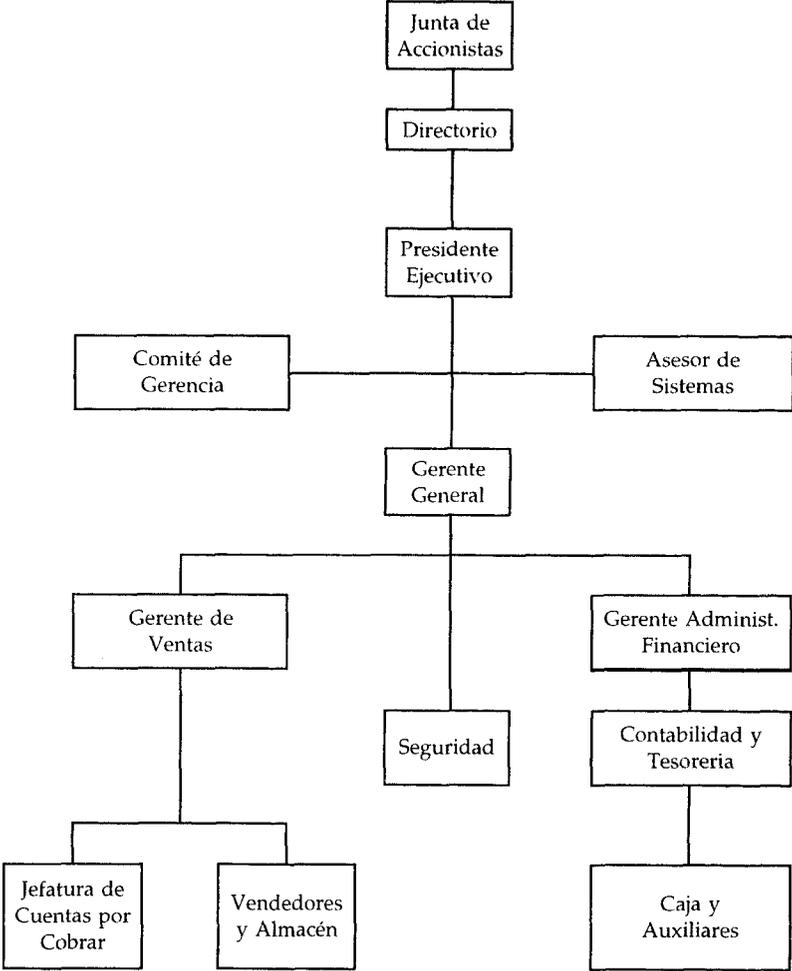 Junta de
Accionistas
Directorio
Presidente
Ejecutivo
Comité de
Gerencia
Asesor de
Sistemas
Gerente
General
Gerente de
Ventas
Gerente Administ.
Financiero
Seguridad
Contabilidad y
Tesoreria
Jefatura de
Cuentas por
Cobrar
Vendedores
y Almacén
Caja y
Auxiliares